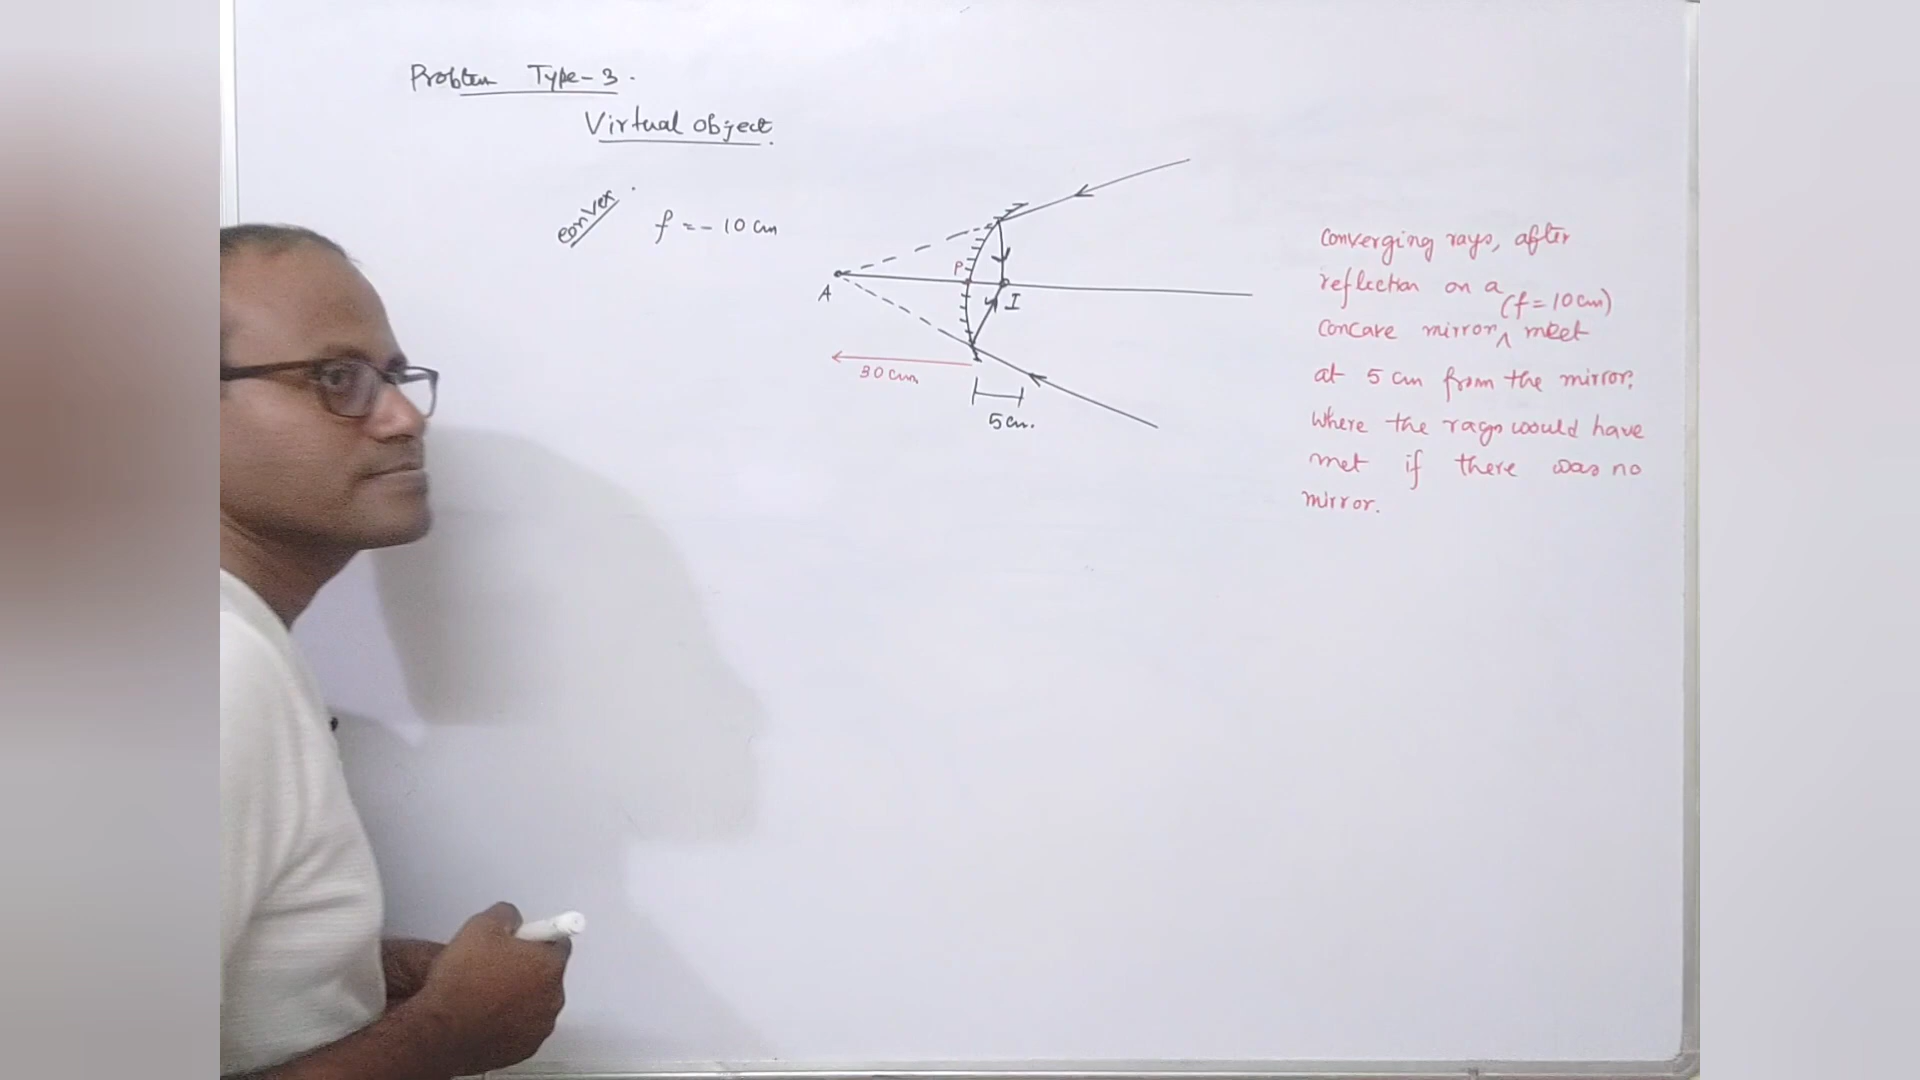 Problem Type-3.
Virtual object.
convex
f = - 10 cm
P
A
I
30 cm
5 cm.
Converging rays, after
reflection on a
(f = 10 cm)
concave mirror ^ meet
at 5 cm from the mirror.
Where the rays would have
met if there was no
mirror.